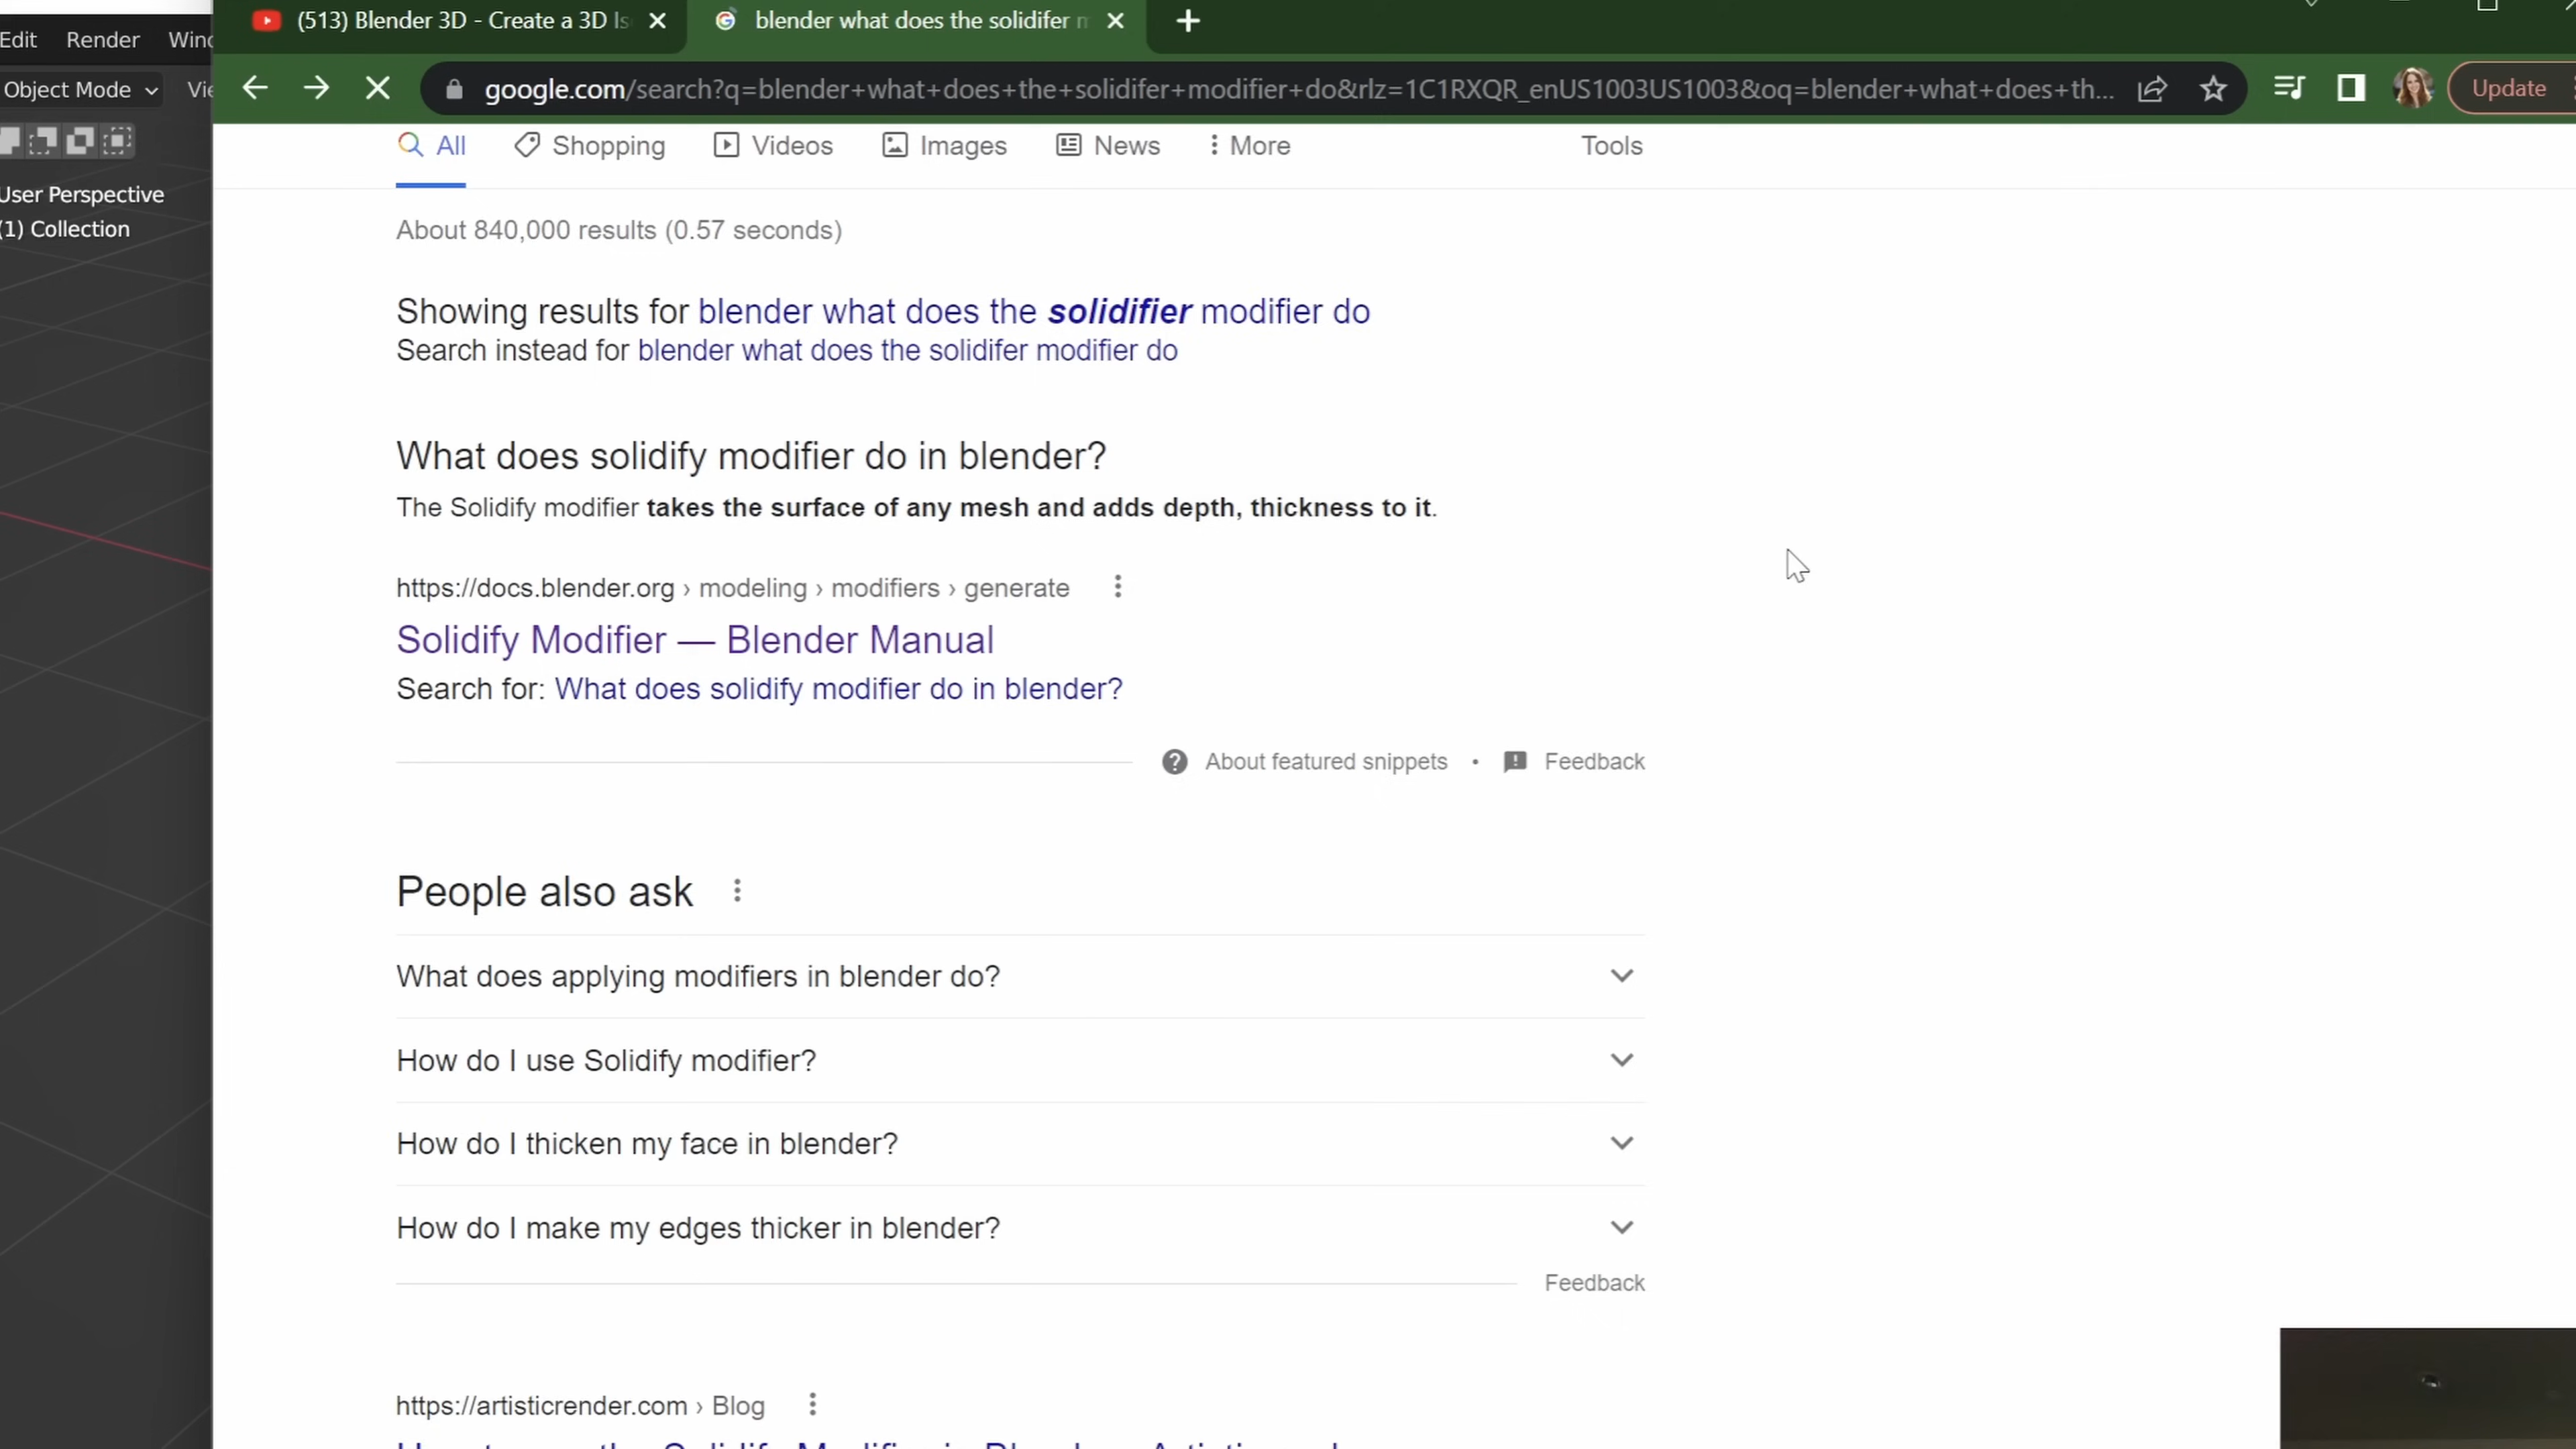 Edit Render
(513) Blender 3D - Create a 3D
blender what does the solidifer
google.com/search?q=blender+what+does+the+solidifer+modifier+do&rlz=1C1RXQR_enUS1003US1003&oq=blender+what+does+th...
Update
Object Mode
User Perspective
(1) Collection
All Shopping Videos Images News More Tools
About 840,000 results (0.57 seconds)
Showing results for blender what does the solidifier modifier do
Search instead for blender what does the solidifer modifier do
What does solidify modifier do in blender?
The Solidify modifier takes the surface of any mesh and adds depth, thickness to it.
https://docs.blender.org › modeling › modifiers › generate
Solidify Modifier — Blender Manual
Search for: What does solidify modifier do in blender?
About featured snippets • Feedback
People also ask
What does applying modifiers in blender do?
How do I use Solidify modifier?
How do I thicken my face in blender?
How do I make my edges thicker in blender?
Feedback
https://artisticrender.com › Blog